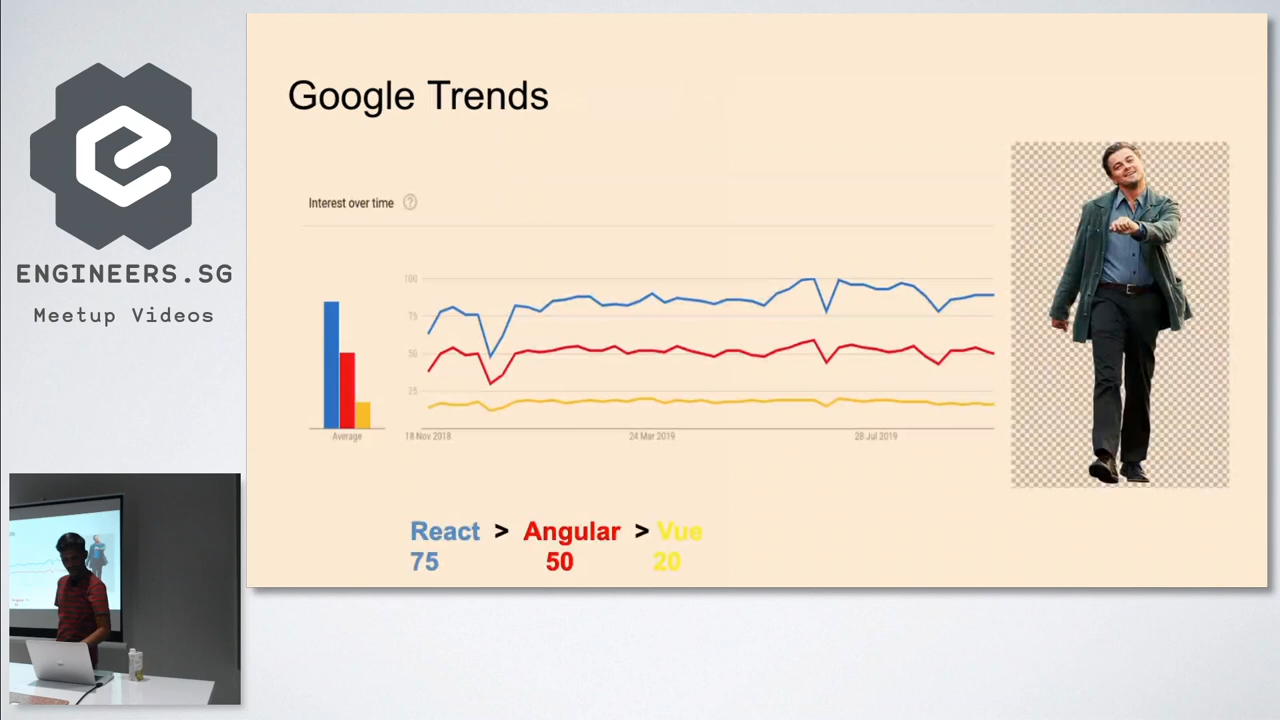 ENGINEERS.SG
Meetup Videos
Google Trends
Interest over time ?
100
75
50
25
Average
18 Nov 2018
24 Mar 2019
28 Jul 2019
React > Angular > Vue
75 50 20